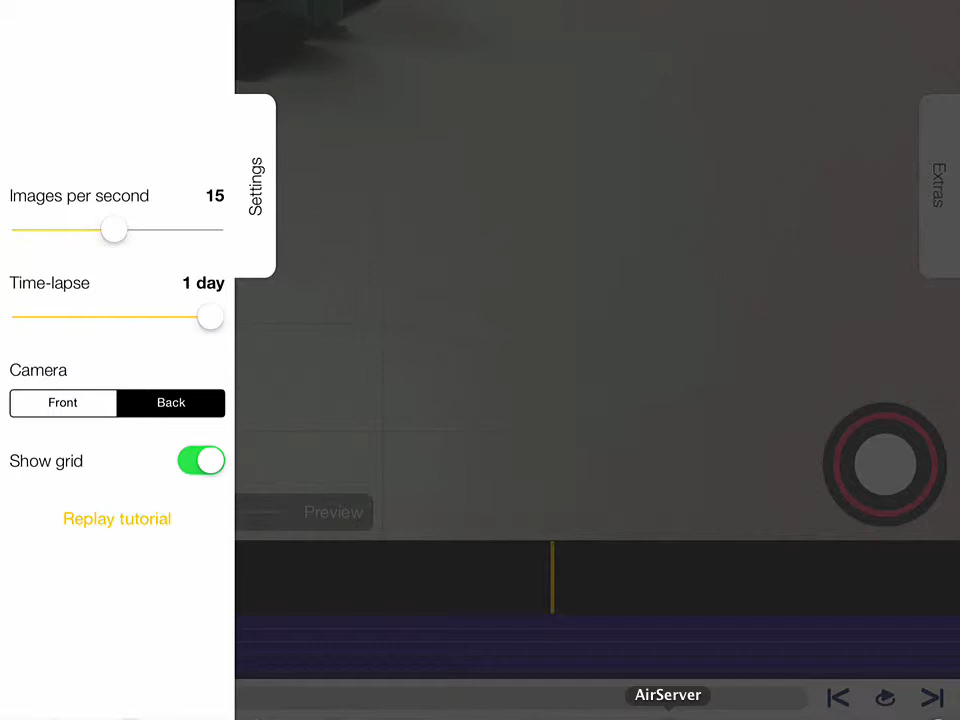 Settings
Extras
Images per second 15
Time-lapse 1 day
Camera
Front Back
Show grid
Replay tutorial
Preview
AirServer